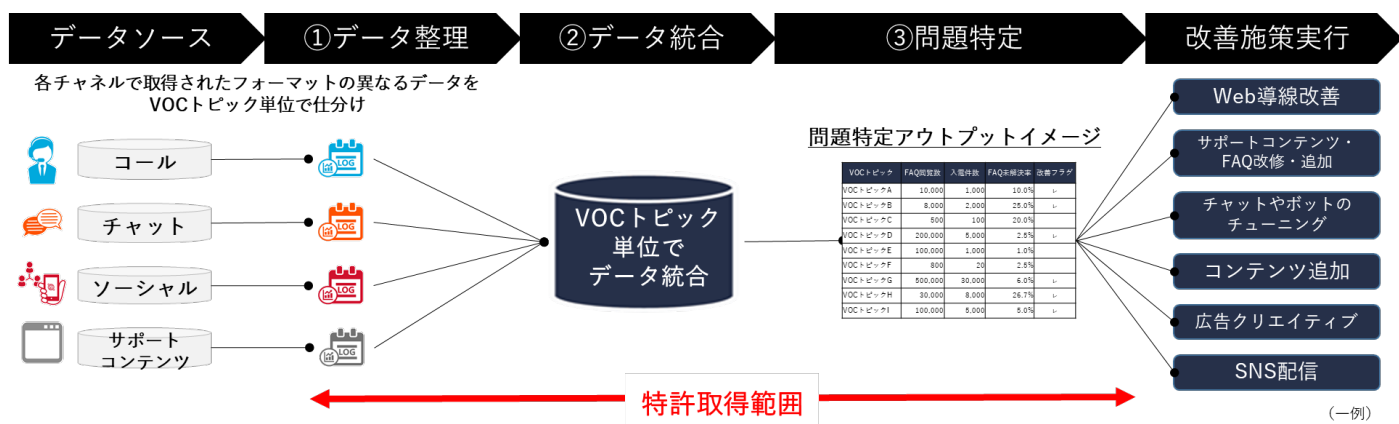 データソース
①データ整理
②データ統合
③問題特定
改善施策実行
各チャネルで取得されたフォーマットの異なるデータを
VOCトピック単位で仕分け
コール
LOG
チャット
LOG
ソーシャル
LOG
サポート
コンテンツ
LOG
VOCトピック
単位で
データ統合
問題特定アウトプットイメージ
VOCトピック FAQ閲覧数 入電件数 FAQ未解決率 改善フラグ
VOCトピックA 10,000 1,000 10.0% レ
VOCトピックB 8,000 2,000 25.0% レ
VOCトピックC 500 100 20.0%
VOCトピックD 200,000 5,000 2.5% レ
VOCトピックE 100,000 1,000 1.0%
VOCトピックF 800 20 2.5%
VOCトピックG 500,000 30,000 6.0% レ
VOCトピックH 30,000 8,000 26.7% レ
VOCトピックI 100,000 5,000 5.0% レ
Web導線改善
サポートコンテンツ・
FAQ改修・追加
チャットやボットの
チューニング
コンテンツ追加
広告クリエイティブ
SNS配信
(一例)
特許取得範囲